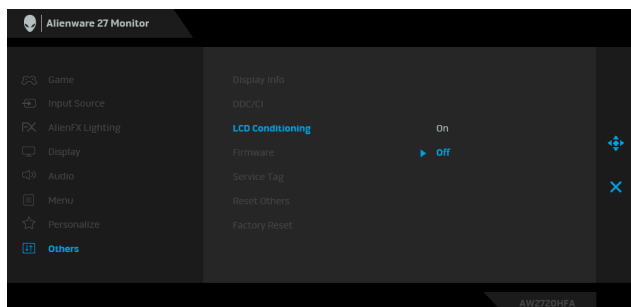 Alienware 27 Monitor
Game
Input Source
AlienFX Lighting
Display
Audio
Menu
Personalize
Others
Display Info
DDC/CI
LCD Conditioning On
Firmware Off
Service Tag
Reset Others
Factory Reset
AW2720HFA